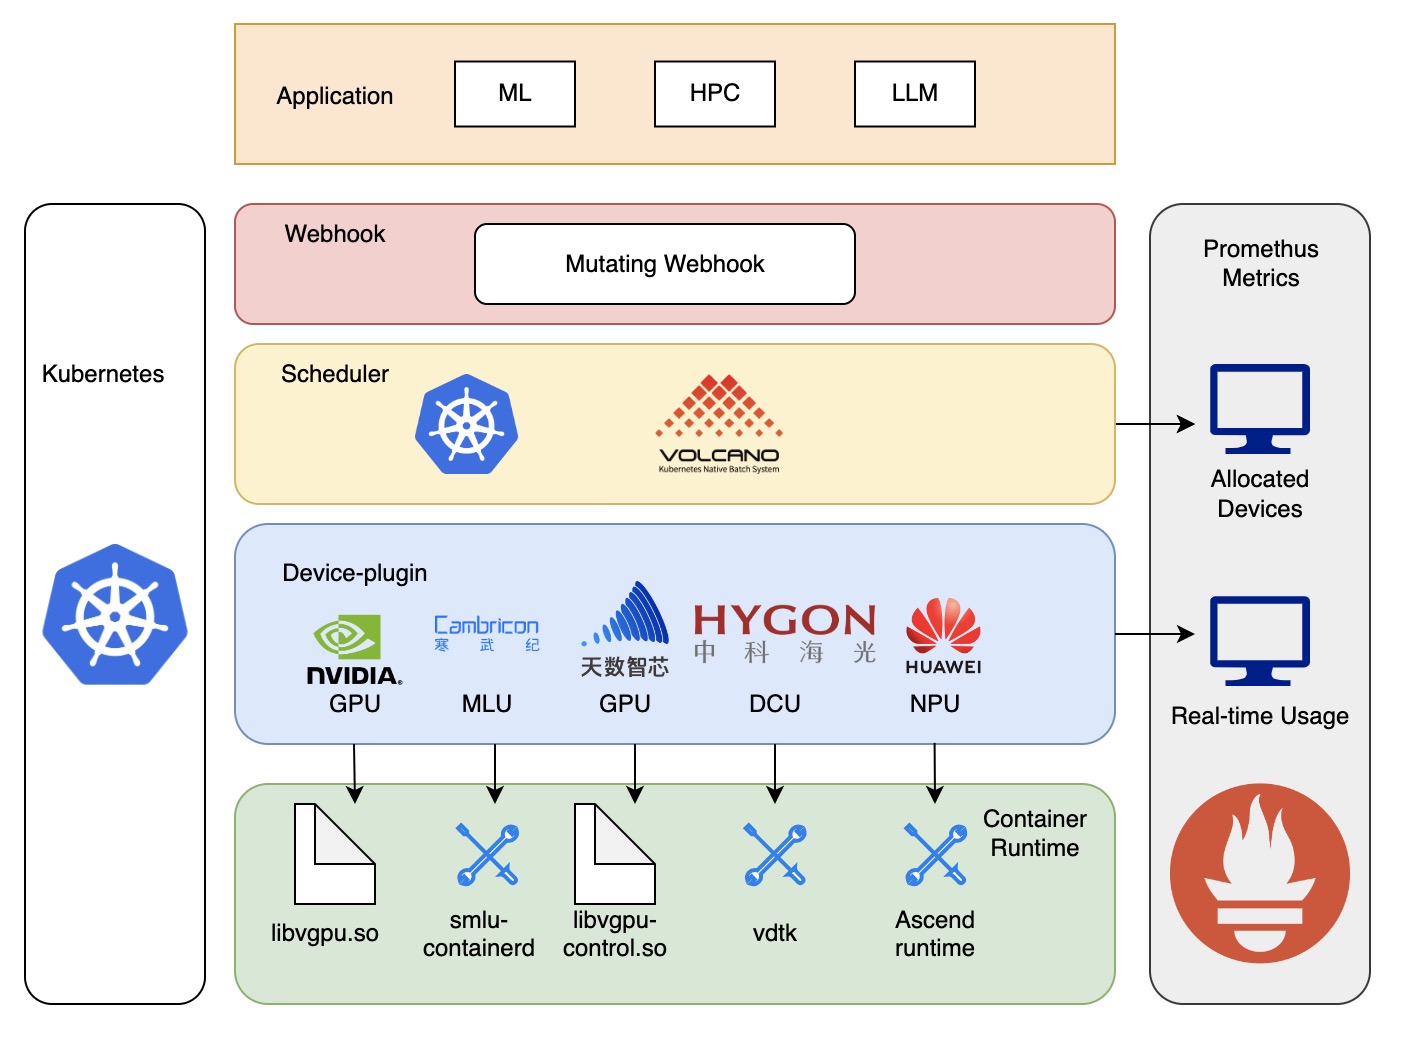 Application
ML
HPC
LLM
Kubernetes
Webhook
Mutating Webhook
Scheduler
VOLCANO
Kubernetes Native Batch System
Device-plugin
NVIDIA®
GPU
Cambricon
寒武纪
MLU
天数智芯
GPU
HYGON
中科海光
DCU
HUAWEI
NPU
Container
Runtime
libvgpu.so
smlu-
containerd
libvgpu-
control.so
vdtk
Ascend
runtime
Promethus
Metrics
Allocated
Devices
Real-time Usage